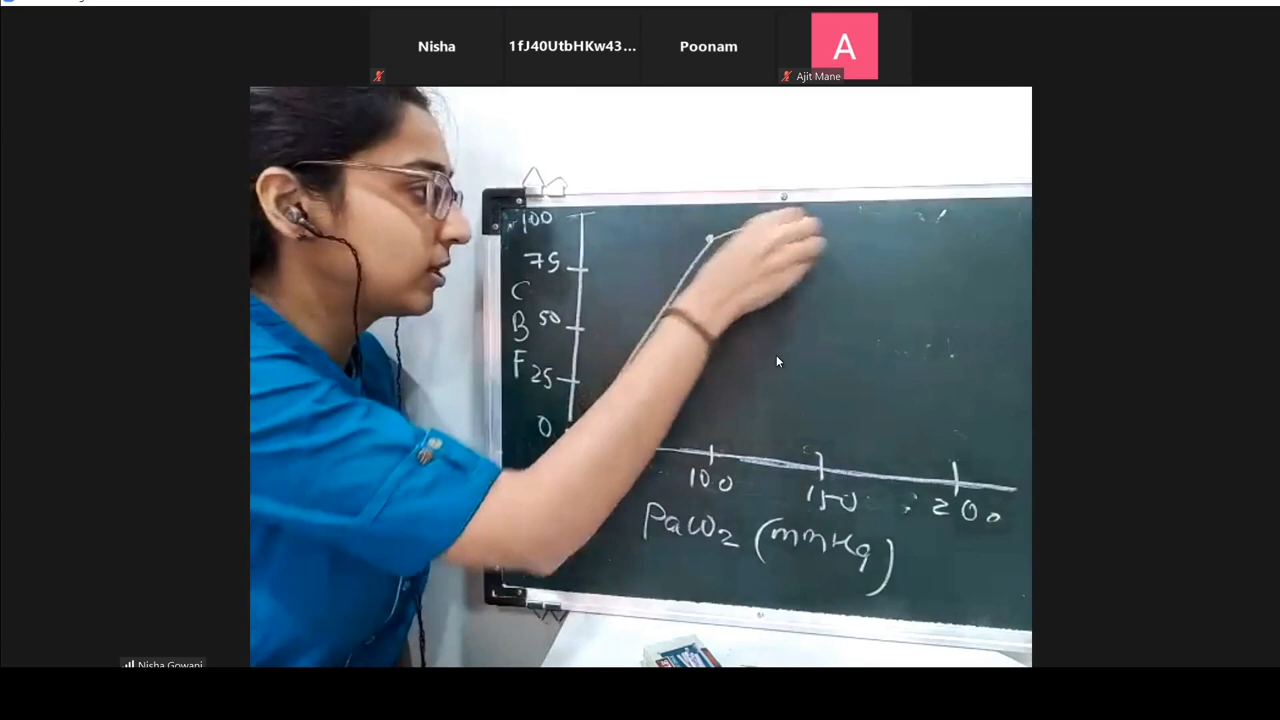 Nisha
1fJ40UtbHKw43...
Poonam
A
Ajit Mane
100
75
C
B 50
F 25
0
100 150 200
PaCO2 (mmHg)
Nisha Gowani